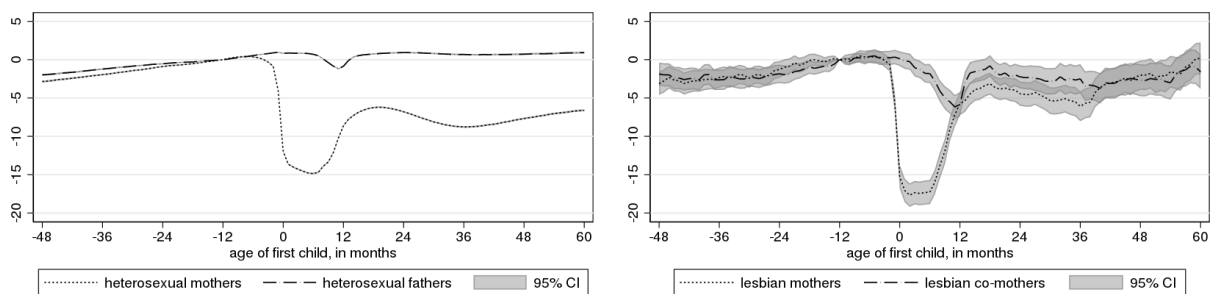 5
0
-5
-10
-15
-20
-48 -36 -24 -12 0 12 24 36 48 60
age of first child, in months
heterosexual mothers heterosexual fathers 95% CI
5
0
-5
-10
-15
-20
-48 -36 -24 -12 0 12 24 36 48 60
age of first child, in months
lesbian mothers lesbian co-mothers 95% CI